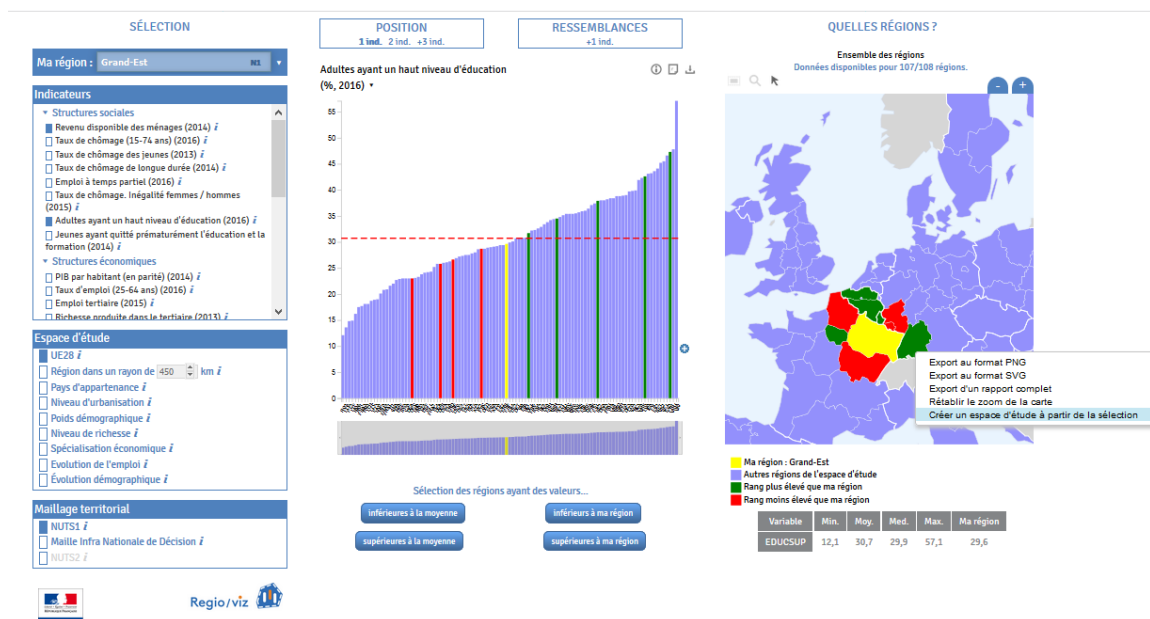 SÉLECTION
Ma région : Grand-Est N1
Indicateurs
Structures sociales
Revenu disponible des ménages (2014) i
Taux de chômage (15-74 ans) (2016) i
Taux de chômage des jeunes (2013) i
Taux de chômage de longue durée (2014) i
Emploi à temps partiel (2016) i
Taux de chômage. Inégalité femmes / hommes
(2015) i
Adultes ayant un haut niveau d'éducation (2016) i
Jeunes ayant quitté prématurément l'éducation et la
formation (2014) i
Structures économiques
PIB par habitant (en parité) (2014) i
Taux d'emploi (25-64 ans) (2016) i
Emploi tertiaire (2015) i
Richesse produite dans le tertiaire (2013) i
Espace d'étude
UE28 i
Région dans un rayon de 450 km i
Pays d'appartenance i
Niveau d'urbanisation i
Poids démographique i
Niveau de richesse i
Spécialisation économique i
Evolution de l'emploi i
Évolution démographique i
Maillage territorial
NUTS1 i
Maille Infra Nationale de Décision i
NUTS2 i
Regio/viz
POSITION
1 ind. 2 ind. +3 ind.
RESSEMBLANCES
+1 ind.
Adultes ayant un haut niveau d'éducation
(%, 2016)
55
50
45
40
35
30
25
20
15
10
5
0
Sélection des régions ayant des valeurs...
inférieures à la moyenne
inférieurs à ma région
supérieures à la moyenne
supérieures à ma région
QUELLES RÉGIONS ?
Ensemble des régions
Données disponibles pour 107/108 régions.
- +
Export au format PNG
Export au format SVG
Export d'un rapport complet
Rétablir le zoom de la carte
Créer un espace d'étude à partir de la sélection
Ma région : Grand-Est
Autres régions de l'espace d'étude
Rang plus élevé que ma région
Rang moins élevé que ma région
Variable Min. Moy. Med. Max. Ma région
EDUCSUP 12,1 30,7 29,9 57,1 29,6